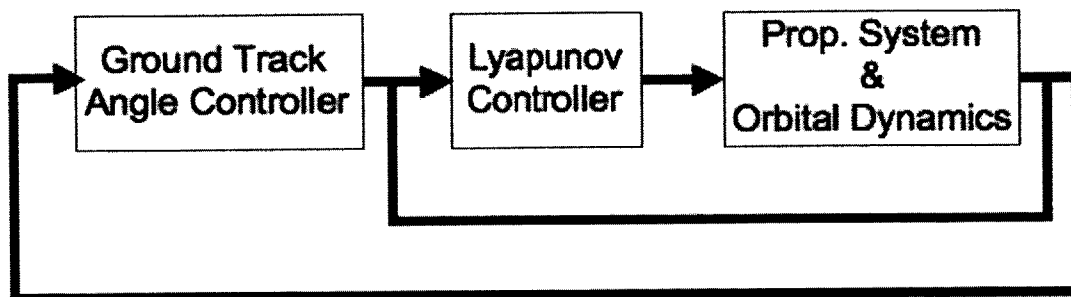 Ground Track
Angle Controller
Lyapunov
Controller
Prop. System
&
Orbital Dynamics